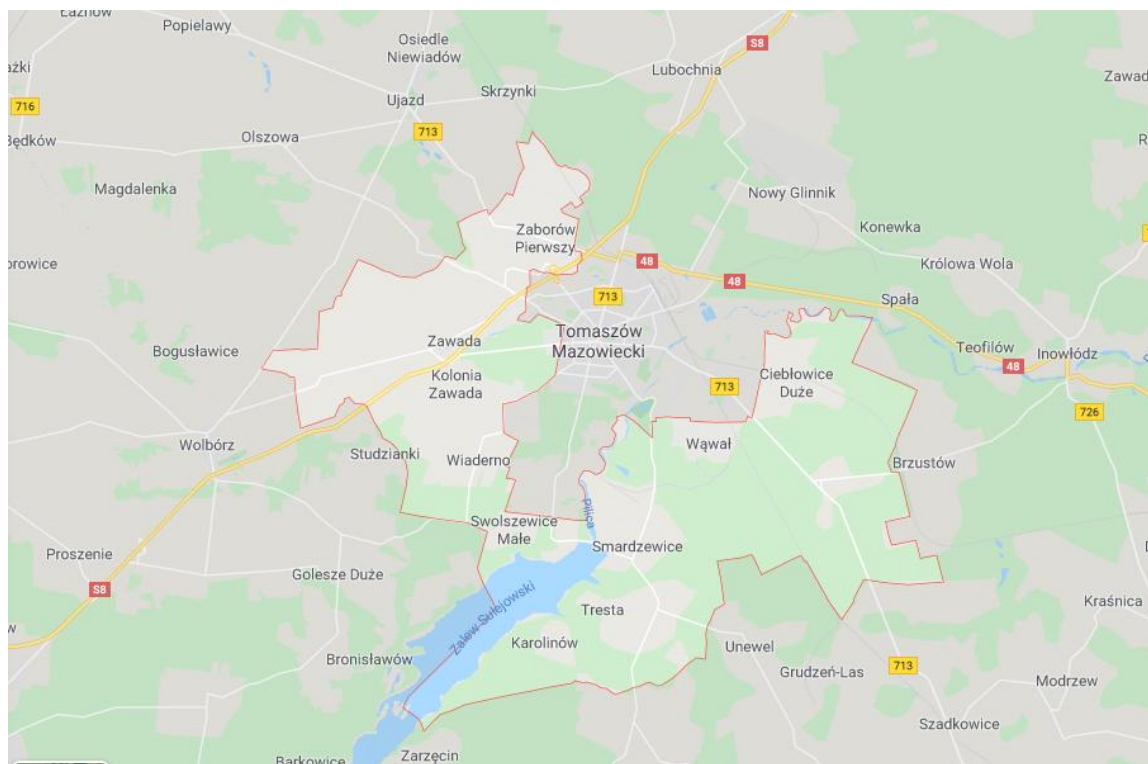 Łaznów
Popielawy
Osiedle
Niewiadów
S8
Lubochnia
ażki
716
Ujazd
Skrzynki
Zawad
713
Będków
Olszowa
R
Magdalenka
Nowy Glinnik
Zaborów
Pierwszy
Konewka
orowice
48
Królowa Wola
48
713
Spała
Tomaszów
Mazowiecki
Zawada
Bogusławice
Teofilów
Inowłódz
48
Kolonia
Zawada
Ciebłowice
Duże
713
726
Wolbórz
Studzianki
Wąwał
Wiaderno
Brzustów
Pilica
Swolszewice
Małe
Smardzewice
Proszenie
Golesze Duże
S8
Zalew Sulejowski
Kraśnica
Tresta
w
Karolinów
Bronisławów
Unewel
Grudzeń-Las
713
Modrzew
Szadkowice
Barkowice
Zarzęcin